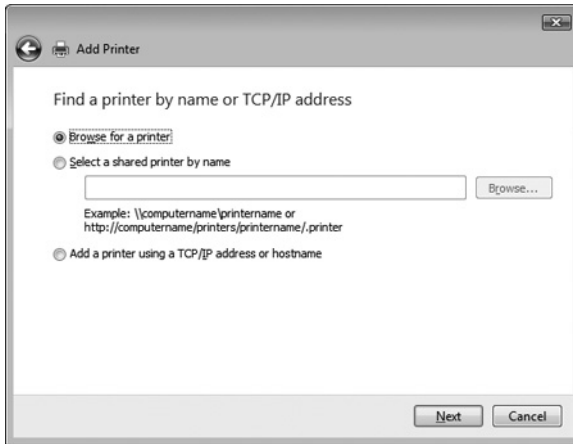 Add Printer
Find a printer by name or TCP/IP address
Browse for a printer
Select a shared printer by name
Browse...
Example: \\computername\printername or
http://computername/printers/printername/.printer
Add a printer using a TCP/IP address or hostname
Next Cancel